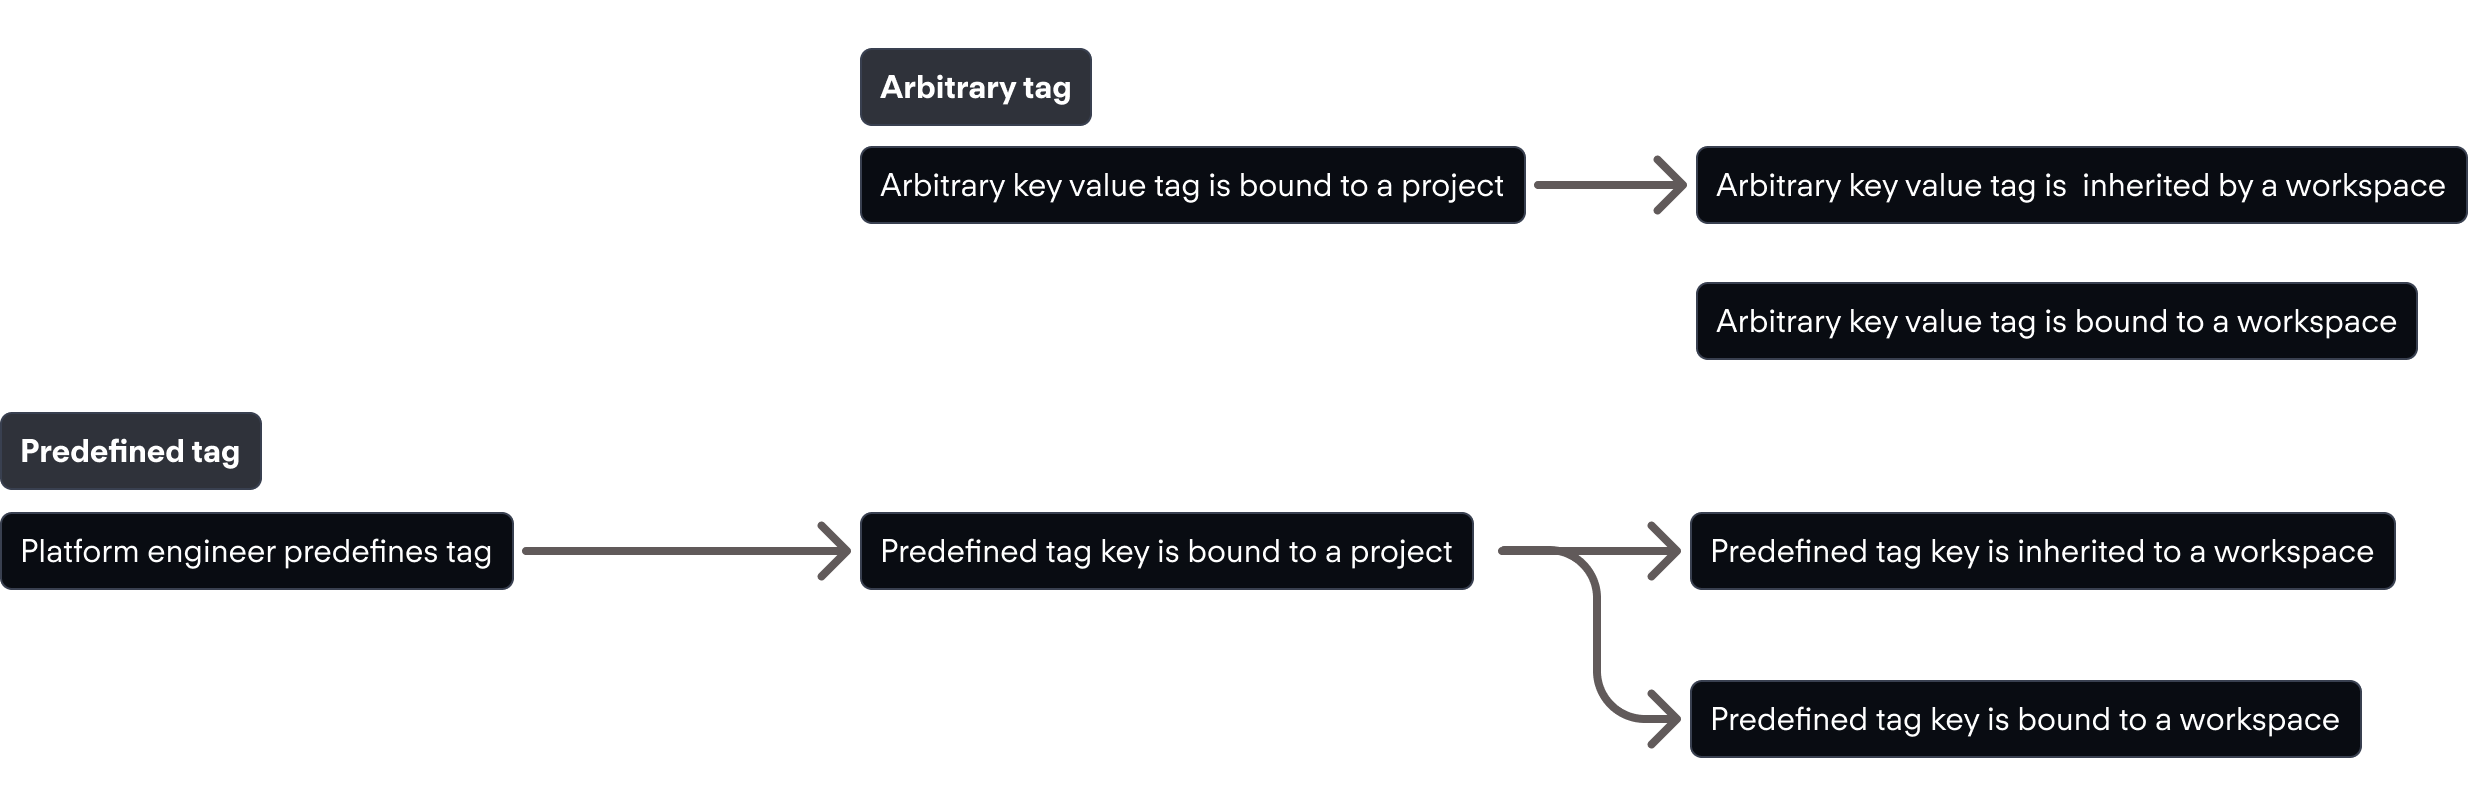 Arbitrary tag
Arbitrary key value tag is bound to a project
Arbitrary key value tag is  inherited by a workspace
Arbitrary key value tag is bound to a workspace
Predefined tag
Platform engineer predefines tag
Predefined tag key is bound to a project
Predefined tag key is inherited to a workspace
Predefined tag key is bound to a workspace